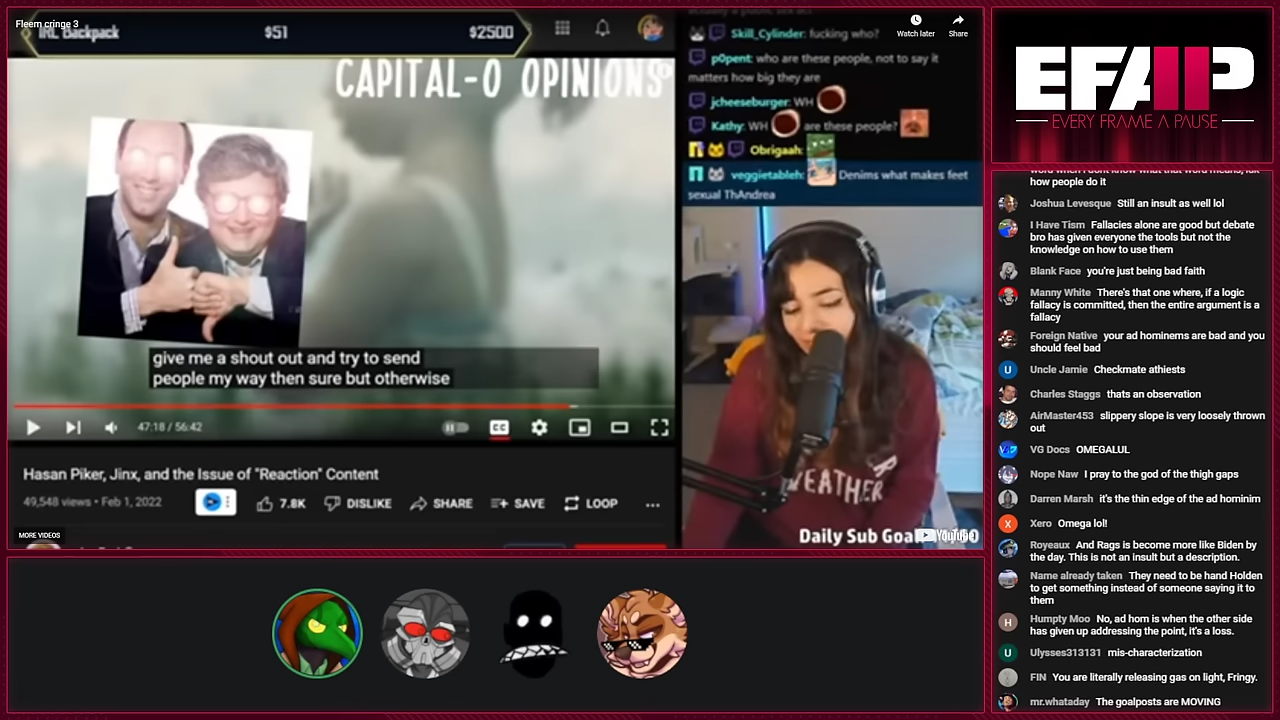 Fleem cringe 3
IRL Backpack $51 $2500
Watch later Share
CAPITAL-O OPINIONS
give me a shout out and try to send
people my way then sure but otherwise
47:18 / 56:42
CC
Hasan Piker, Jinx, and the Issue of "Reaction" Content
49,548 views • Feb 1, 2022
7.8K DISLIKE SHARE SAVE LOOP
MORE VIDEOS
Skill_Cylinder: fucking who?
p0pent: who are these people, not to say it
matters how big they are
jcheeseburger: WH
Kathy: WH are these people?
Obrigaah:
veggietableh: Denims what makes feet
sexual ThAndrea
WEATHER
Daily Sub Goal
YouTube
EFAP
EVERY FRAME A PAUSE
how people do it
Joshua Levesque Still an insult as well lol
I Have Tism Fallacies alone are good but debate
bro has given everyone the tools but not the
knowledge on how to use them
Blank Face you're just being bad faith
Manny White There's that one where, if a logic
fallacy is committed, then the entire argument is a
fallacy
Foreign Native your ad hominems are bad and you
should feel bad
U Uncle Jamie Checkmate athiests
Charles Staggs thats an observation
AirMaster453 slippery slope is very loosely thrown
out
VG Docs OMEGALUL
Nope Naw I pray to the god of the thigh gaps
Darren Marsh it's the thin edge of the ad hominim
X Xero Omega lol!
Royeaux And Rags is become more like Biden by
the day. This is not an insult but a description.
Name already taken They need to be hand Holden
to get something instead of someone saying it to
them
H Humpty Moo No, ad hom is when the other side
has given up addressing the point, it's a loss.
U Ulysses313131 mis-characterization
FIN You are literally releasing gas on light, Fringy.
mr.whataday The goalposts are MOVING